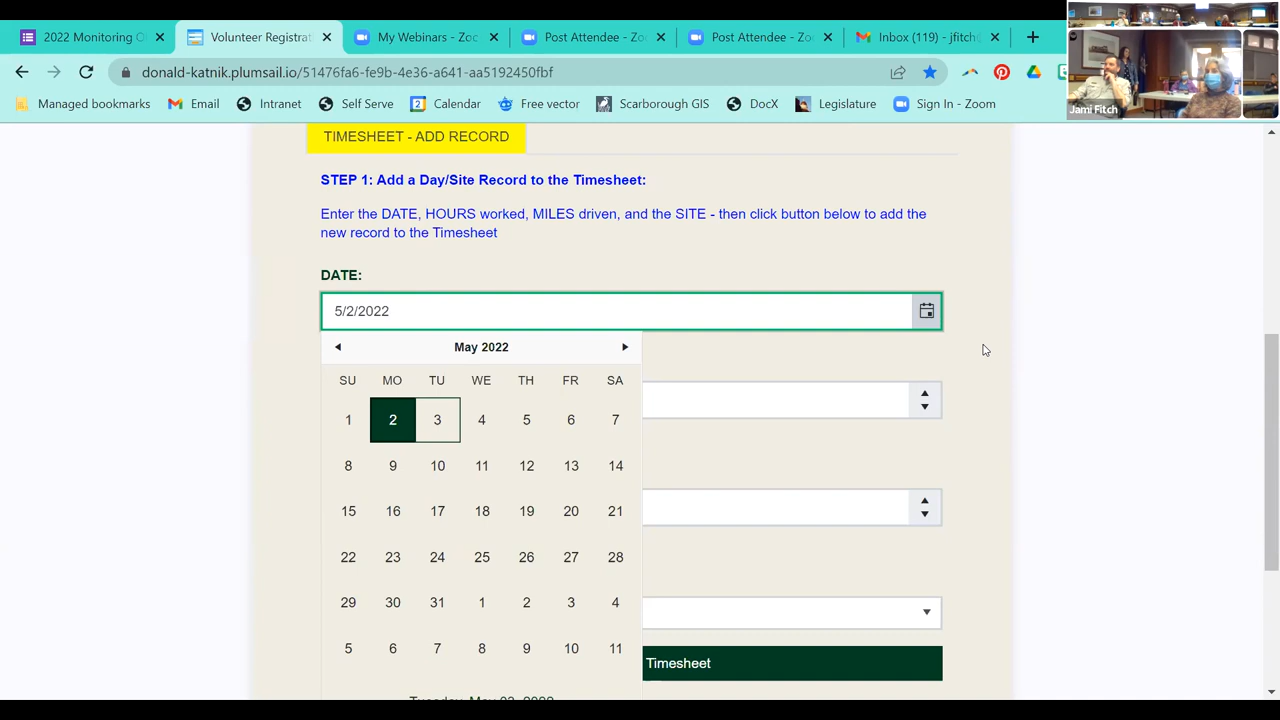 2022 Monitoring O
Volunteer Registrat
My Webinars - Zoo
Post Attendee - Zo
Post Attendee - Zo
Inbox (119) - jfitch@
donald-katnik.plumsail.io/51476fa6-fe9b-4e36-a641-aa5192450fbf
Managed bookmarks
Email
Intranet
Self Serve
2
Calendar
Free vector
Scarborough GIS
DocX
Legislature
Sign In - Zoom
Jami Fitch
TIMESHEET - ADD RECORD
STEP 1: Add a Day/Site Record to the Timesheet:
Enter the DATE, HOURS worked, MILES driven, and the SITE - then click button below to add the
new record to the Timesheet
DATE:
5/2/2022
May 2022
SU MO TU WE TH FR SA
1 2 3 4 5 6 7
8 9 10 11 12 13 14
15 16 17 18 19 20 21
22 23 24 25 26 27 28
29 30 31 1 2 3 4
5 6 7 8 9 10 11
Timesheet